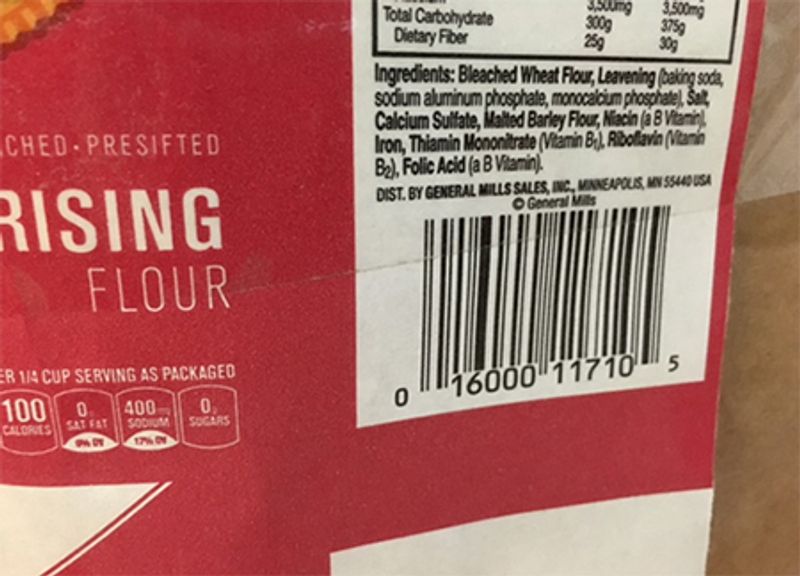 CHED • PRESIFTED
RISING
FLOUR
ER 1/4 CUP SERVING AS PACKAGED
100 CALORIES
0g SAT FAT 0% DV
400mg SODIUM 17% DV
0g SUGARS
3,500mg 3,500mg
Total Carbohydrate 300g 375g
Dietary Fiber 25g 30g
Ingredients: Bleached Wheat Flour, Leavening (baking soda,
sodium aluminum phosphate, monocalcium phosphate), Salt,
Calcium Sulfate, Malted Barley Flour, Niacin (a B Vitamin),
Iron, Thiamin Mononitrate (Vitamin B₁), Riboflavin (Vitamin
B₂), Folic Acid (a B Vitamin).
DIST. BY GENERAL MILLS SALES, INC., MINNEAPOLIS, MN 55440 USA
© General Mills
0 16000 11710 5